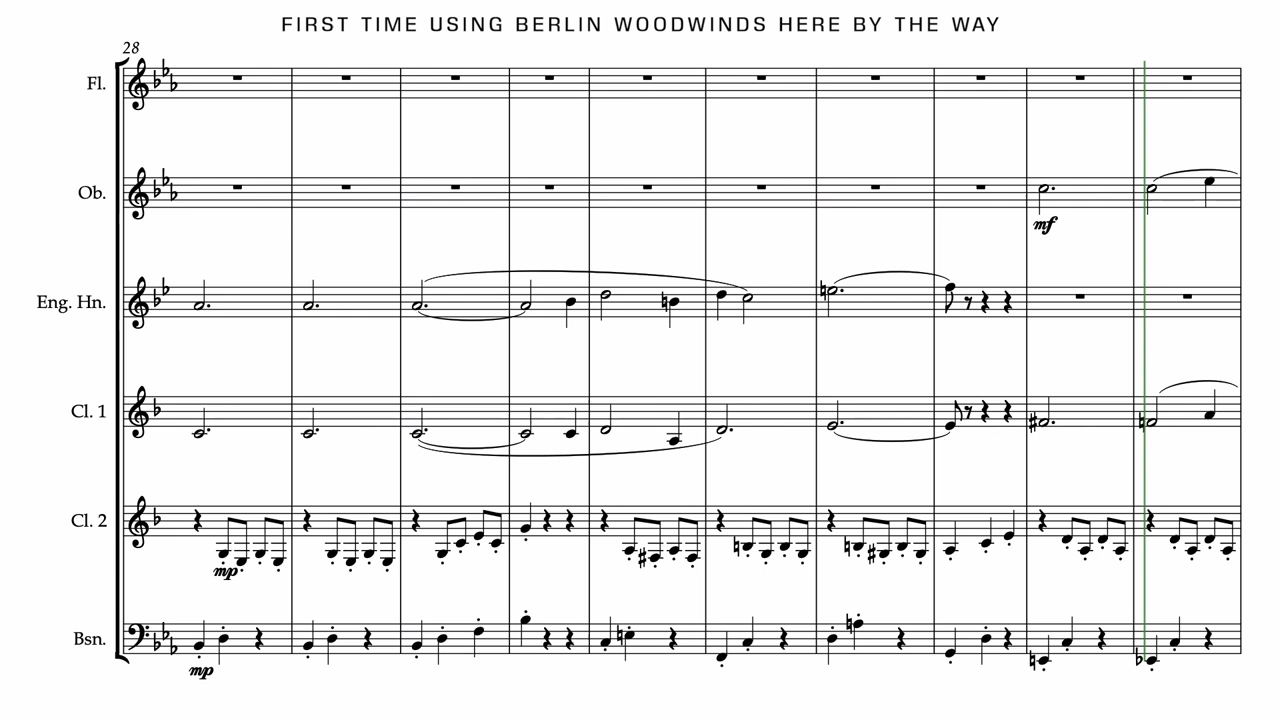 FIRST TIME USING BERLIN WOODWINDS HERE BY THE WAY
28
Fl.
Ob.
mf
Eng. Hn.
Cl. 1
Cl. 2
mp
Bsn.
mp